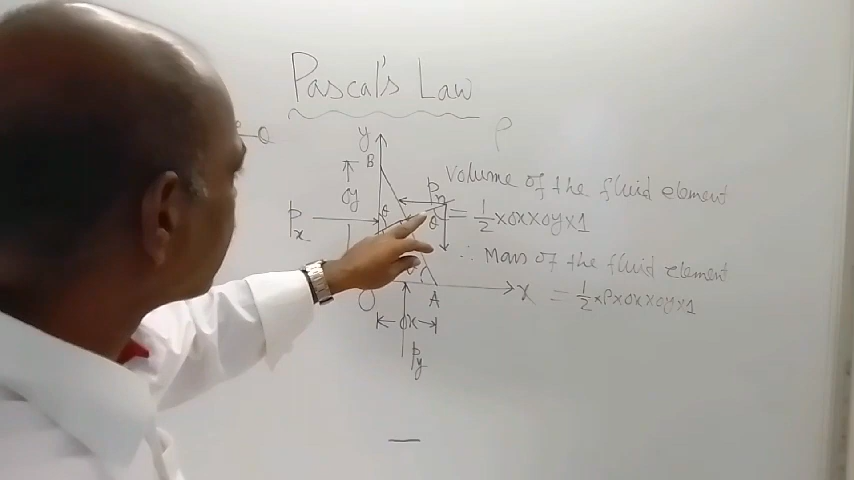 Pascal's Law
ρ
y
B
δy
θ
Pn
θ
Px
O
A
x
δx
Py
Volume of the fluid element
= 1/2 × δx × δy × 1
∴ Mass of the fluid element
= 1/2 × ρ × δx × δy × 1